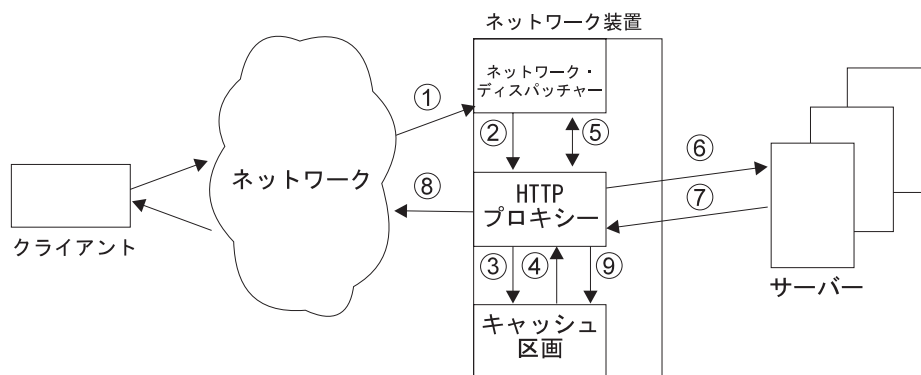 ネットワーク装置
ネットワーク・
ディスパッチャー
①
②
⑤
⑥
ネットワーク
HTTP
プロキシー
⑧
⑦
クライアント
③
④
⑨
サーバー
キャッシュ
区画